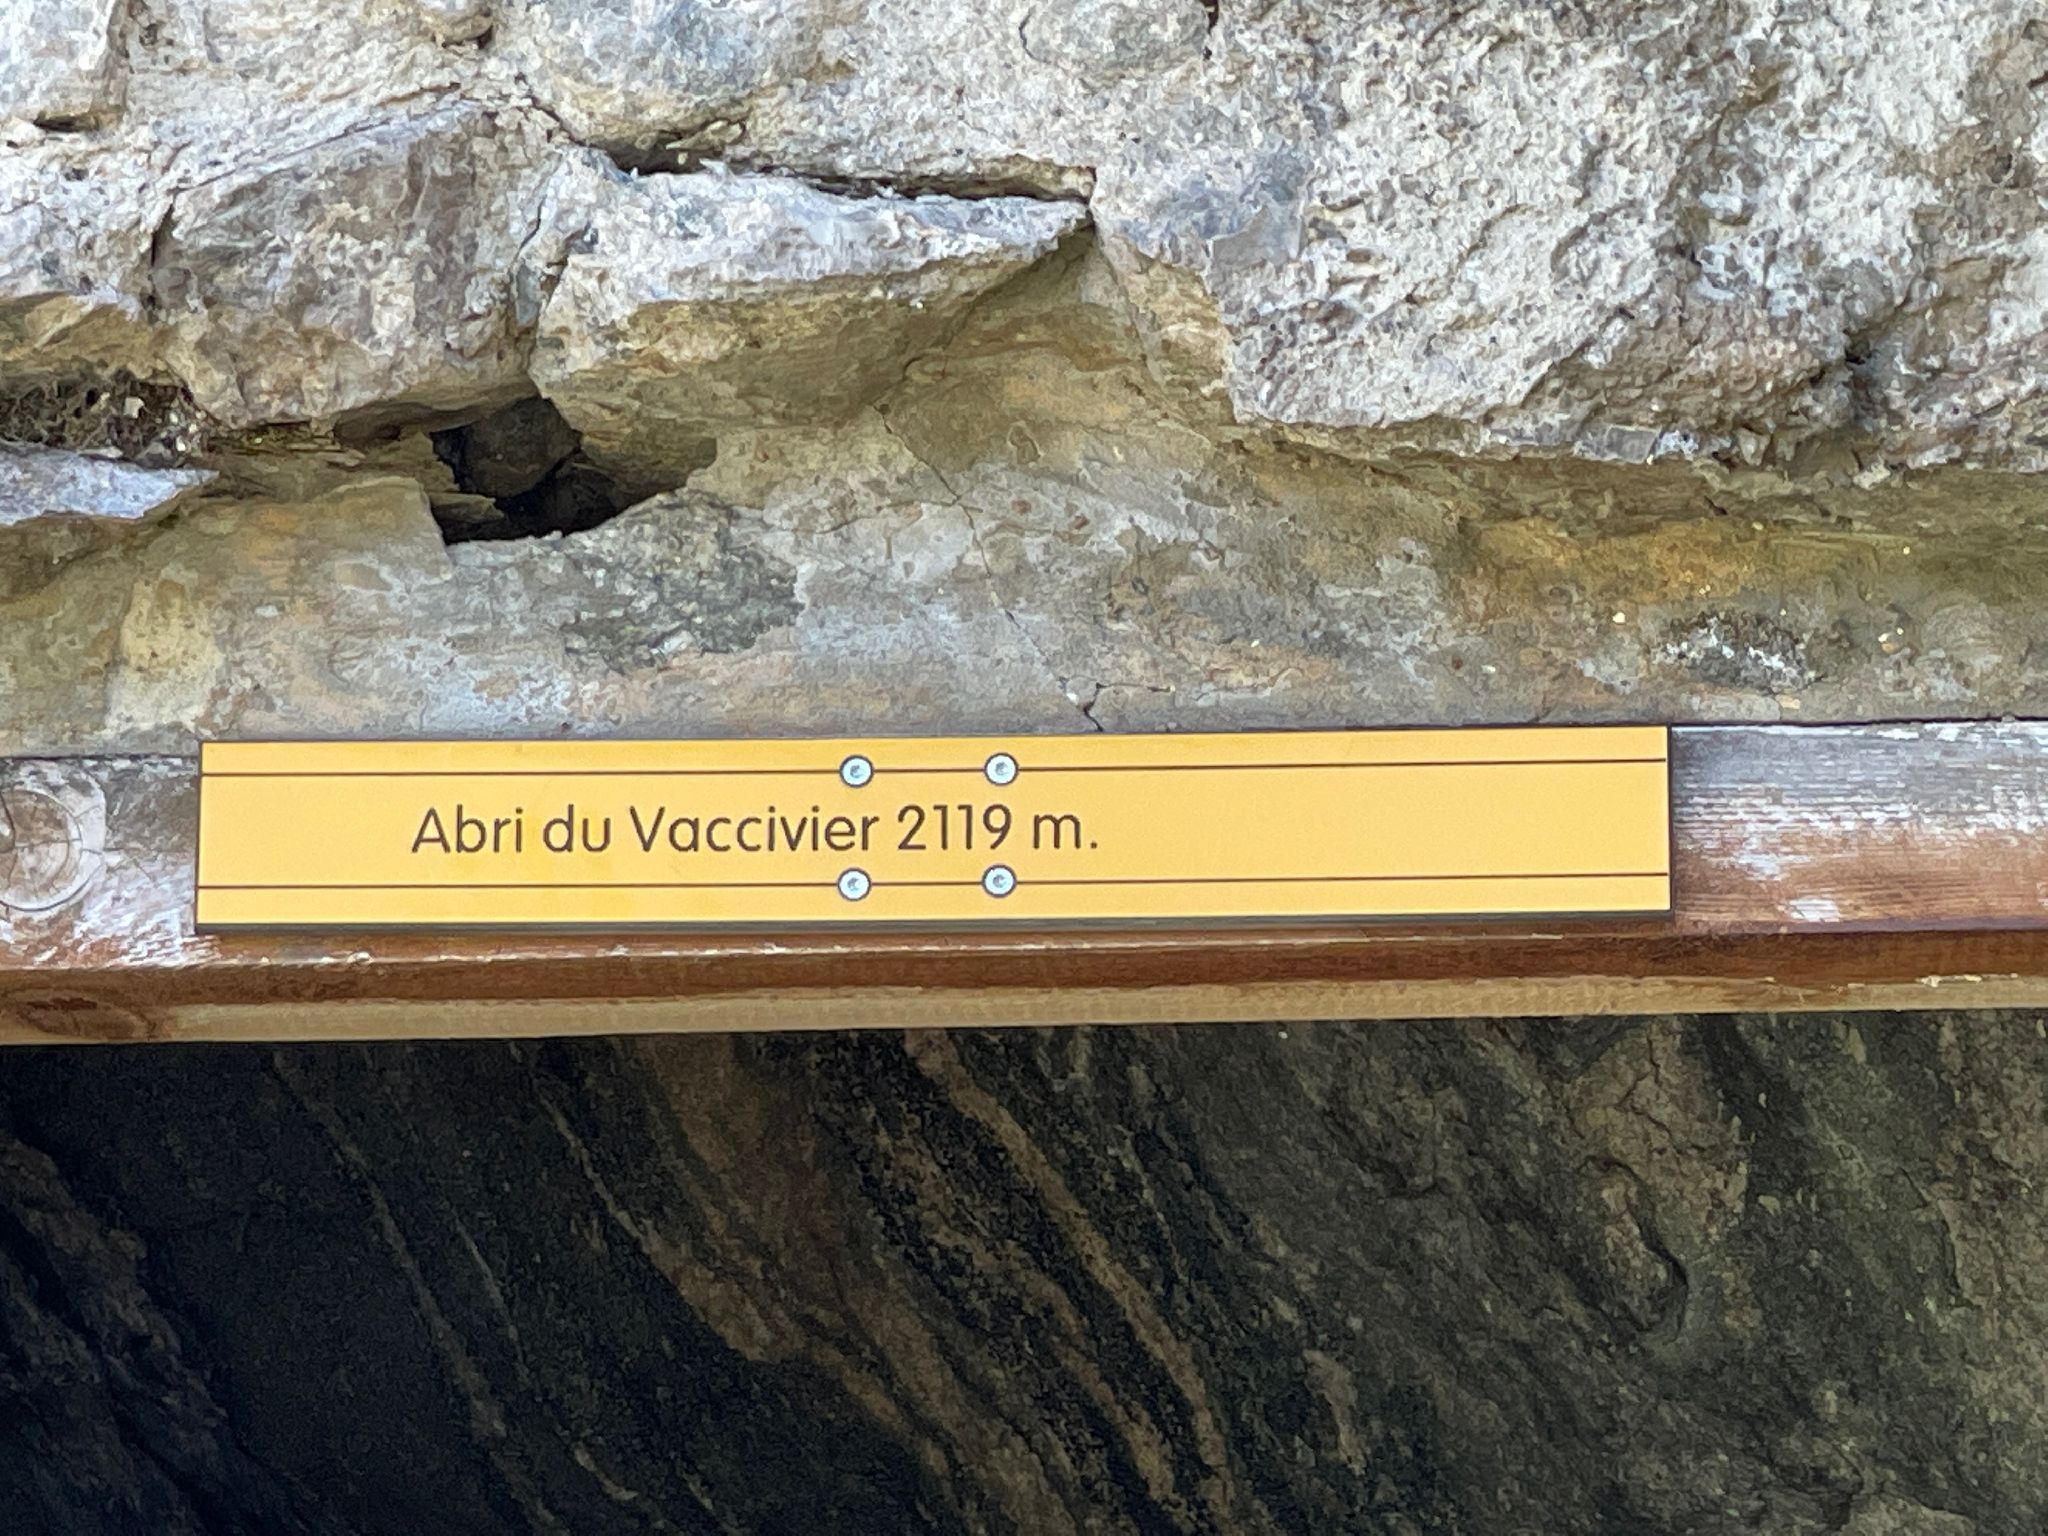 Abri du Vaccivier 2119 m.